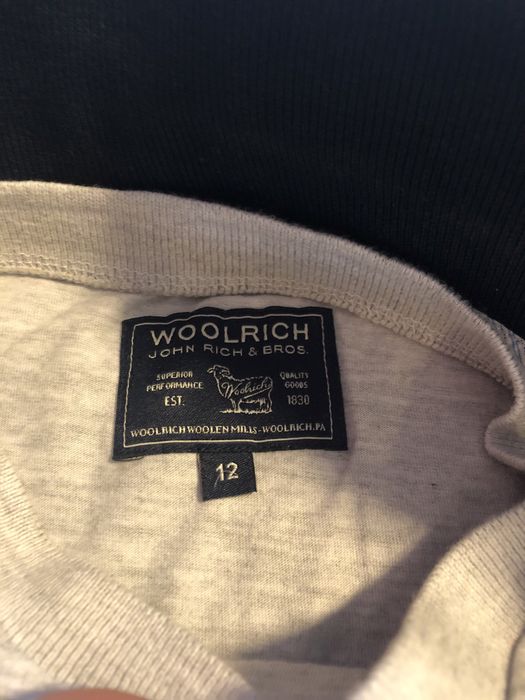 WOOLRICH
JOHN RICH & BROS.
SUPERIOR PERFORMANCE
EST.
Woolrich
QUALITY GOODS
1830
WOOLRICH WOOLEN MILLS-WOOLRICH, PA
12